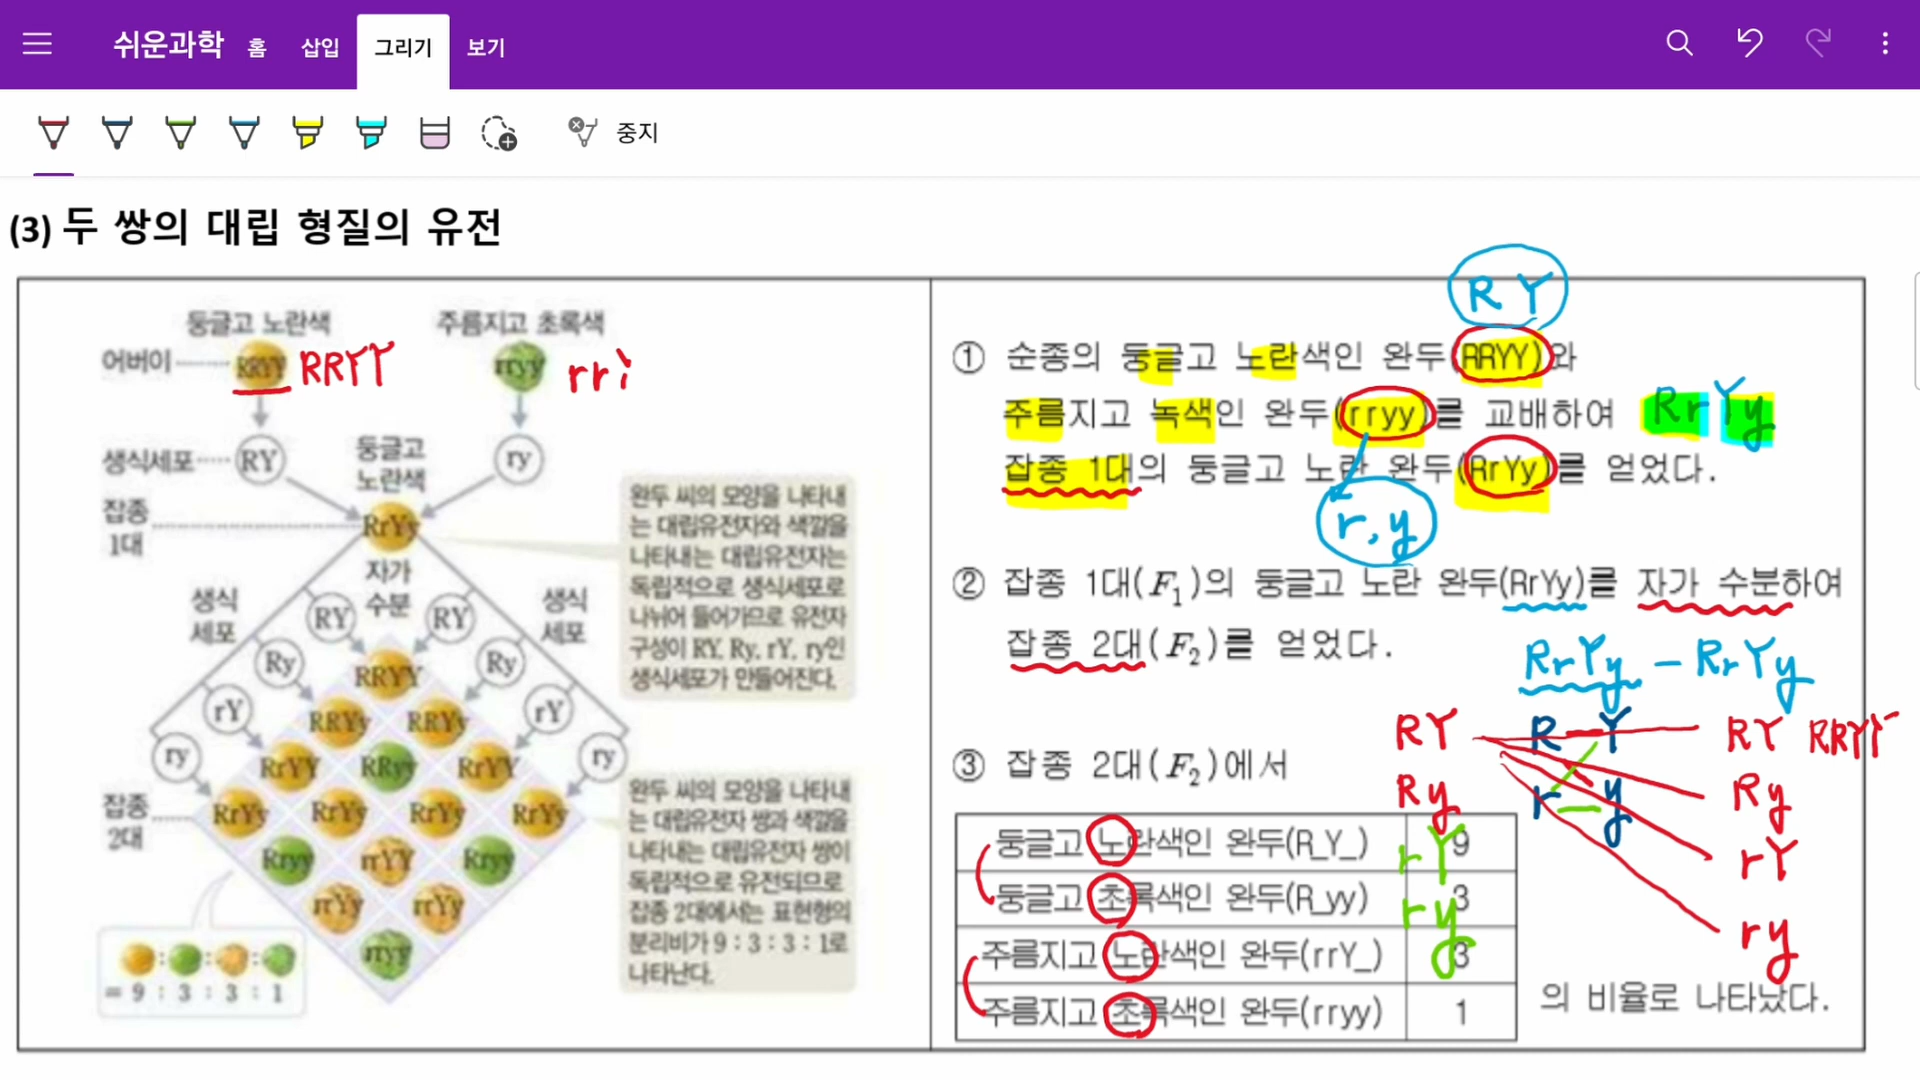 쉬운과학 홈 삽입 그리기 보기
중지
(3) 두 쌍의 대립 형질의 유전
둥글고 노란색 주름지고 초록색
어버이 RRYY RRYY rryy rr
생식세포 RY ry
둥글고
노란색
잡종
1대
RrYy
자가
수분
생식
세포
생식
세포
RY RY
Ry Ry
rY rY
ry ry
RRYY
RRYy RRYy
RrYY RRyy RrYY
RrYy RrYy RrYy RrYy
잡종
2대
Rryy rrYY Rryy
rrYy rrYy
rryy
: : :
= 9 : 3 : 3 : 1
완두 씨의 모양을 나타내
는 대립유전자와 색깔을
나타내는 대립유전자는
독립적으로 생식세포로
나뉘어 들어가므로 유전자
구성이 RY, Ry, rY, ry인
생식세포가 만들어진다.
완두 씨의 모양을 나타내
는 대립유전자 쌍과 색깔을
나타내는 대립유전자 쌍이
독립적으로 유전되므로
잡종 2대에서는 표현형의
분리비가 9 : 3 : 3 : 1로
나타난다.
R Y
① 순종의 둥글고 노란색인 완두(RRYY)와
주름지고 녹색인 완두(rryy)를 교배하여 RrYy
잡종 1대의 둥글고 노란 완두(RrYy)를 얻었다.
r, y
② 잡종 1대(F1)의 둥글고 노란 완두(RrYy)를 자가 수분하여
잡종 2대(F2)를 얻었다.
RrYy - RrYy
RY R Y RY RRYY
③ 잡종 2대(F2)에서
Ry r y Ry
둥글고 노란색인 완두(R_Y_) 9
rY rY
둥글고 초록색인 완두(R_yy) 3
ry ry
주름지고 노란색인 완두(rrY_) 3
주름지고 초록색인 완두(rryy) 1
의 비율로 나타났다.